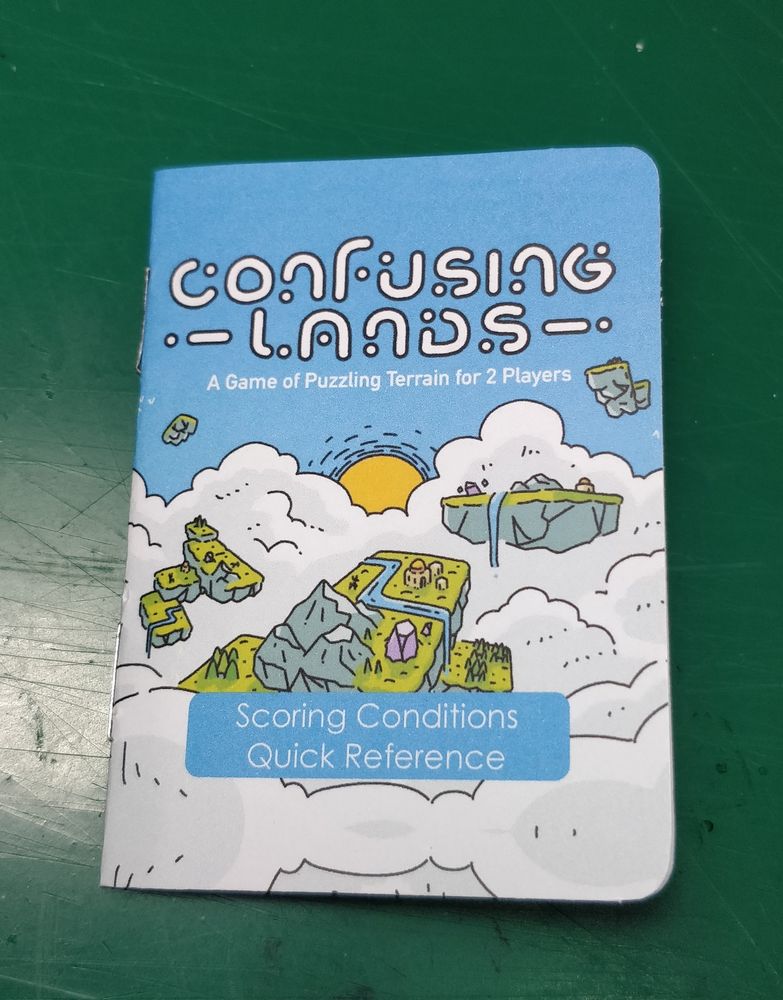 CONFUSING
LANDS
A Game of Puzzling Terrain for 2 Players
Scoring Conditions
Quick Reference